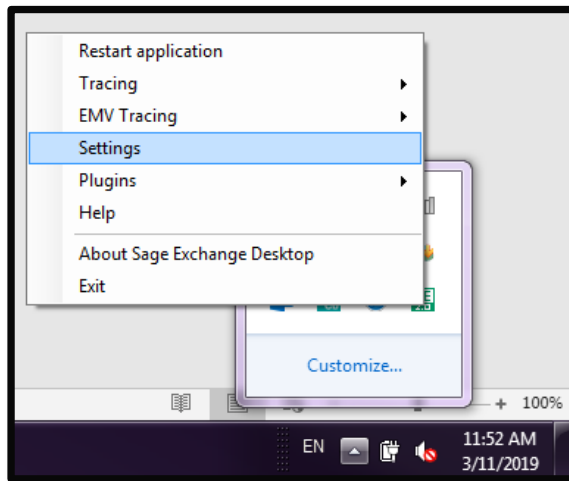 Restart application
Tracing
EMV Tracing
Settings
Plugins
Help
About Sage Exchange Desktop
Exit
Customize...
100%
EN
11:52 AM
3/11/2019